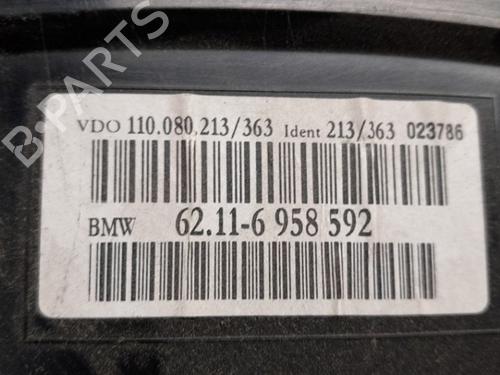 B-PARTS
VDO 110.080.213/363 Ident 213/363 023786
BMW 62.11-6 958 592